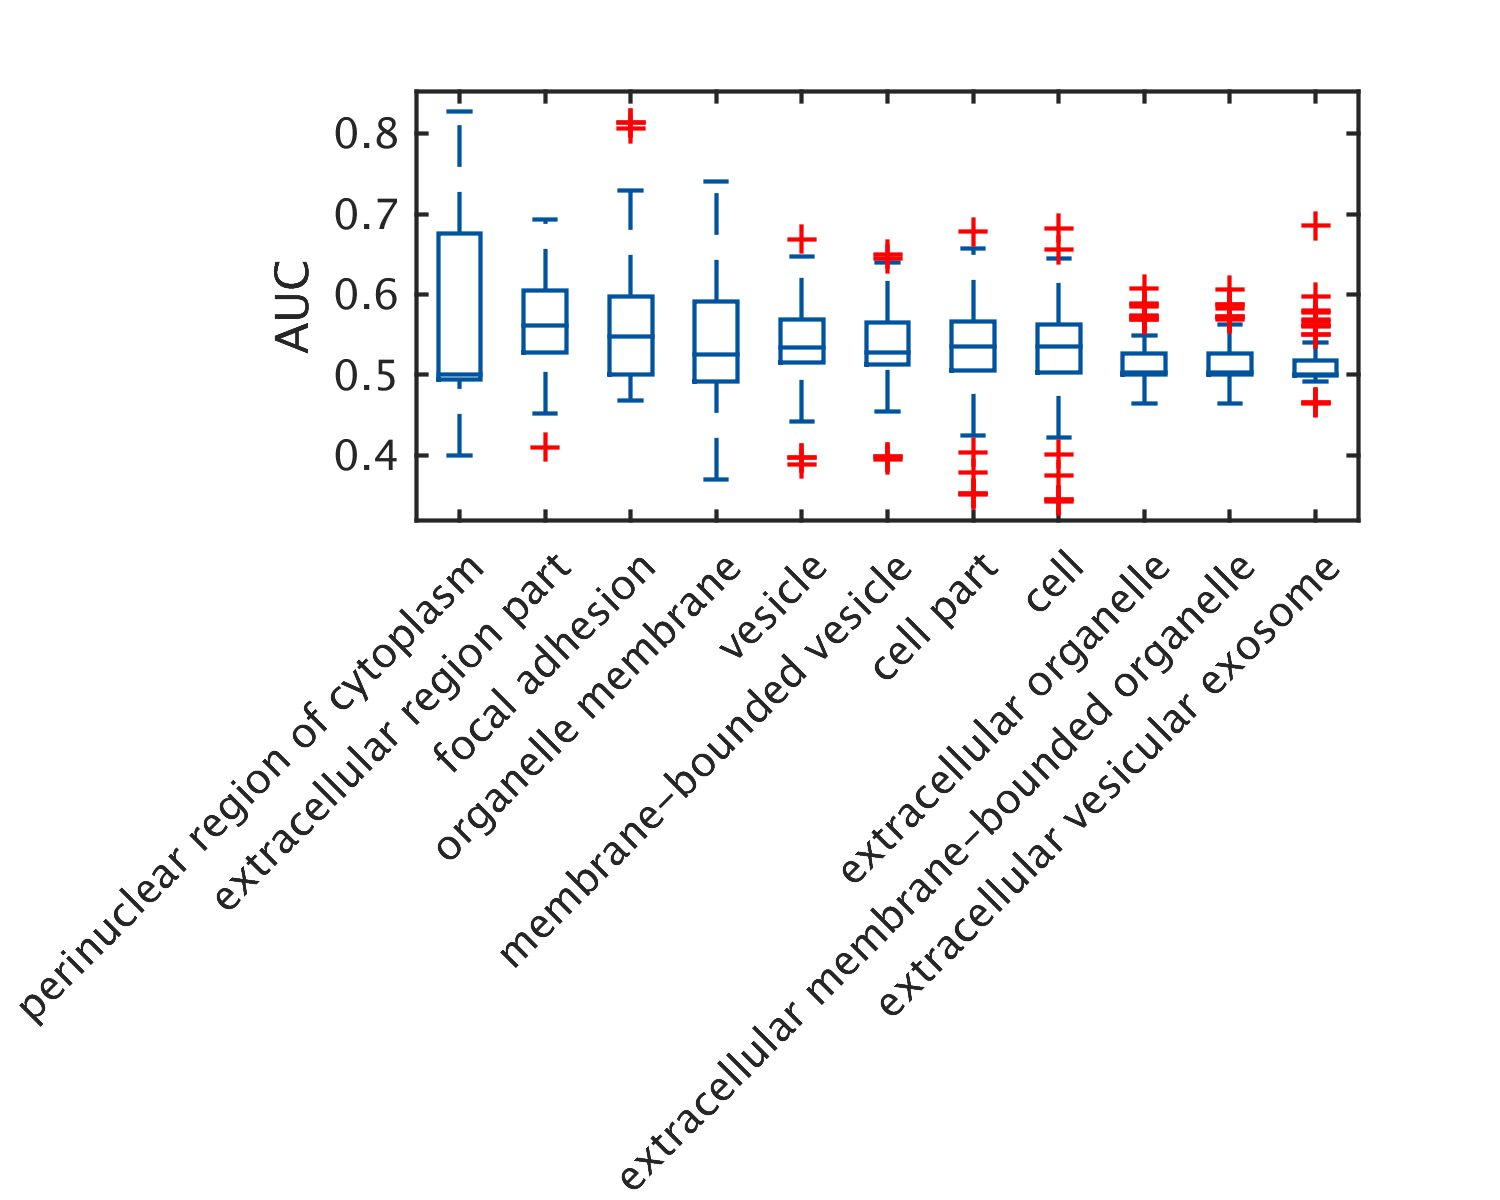 0.8
0.7
0.6
0.5
0.4
AUC
perinuclear region of cytoplasm
extracellular region part
focal adhesion
organelle membrane
vesicle
membrane−bounded vesicle
cell part
cell
extracellular organelle
extracellular membrane−bounded organelle
extracellular vesicular exosome